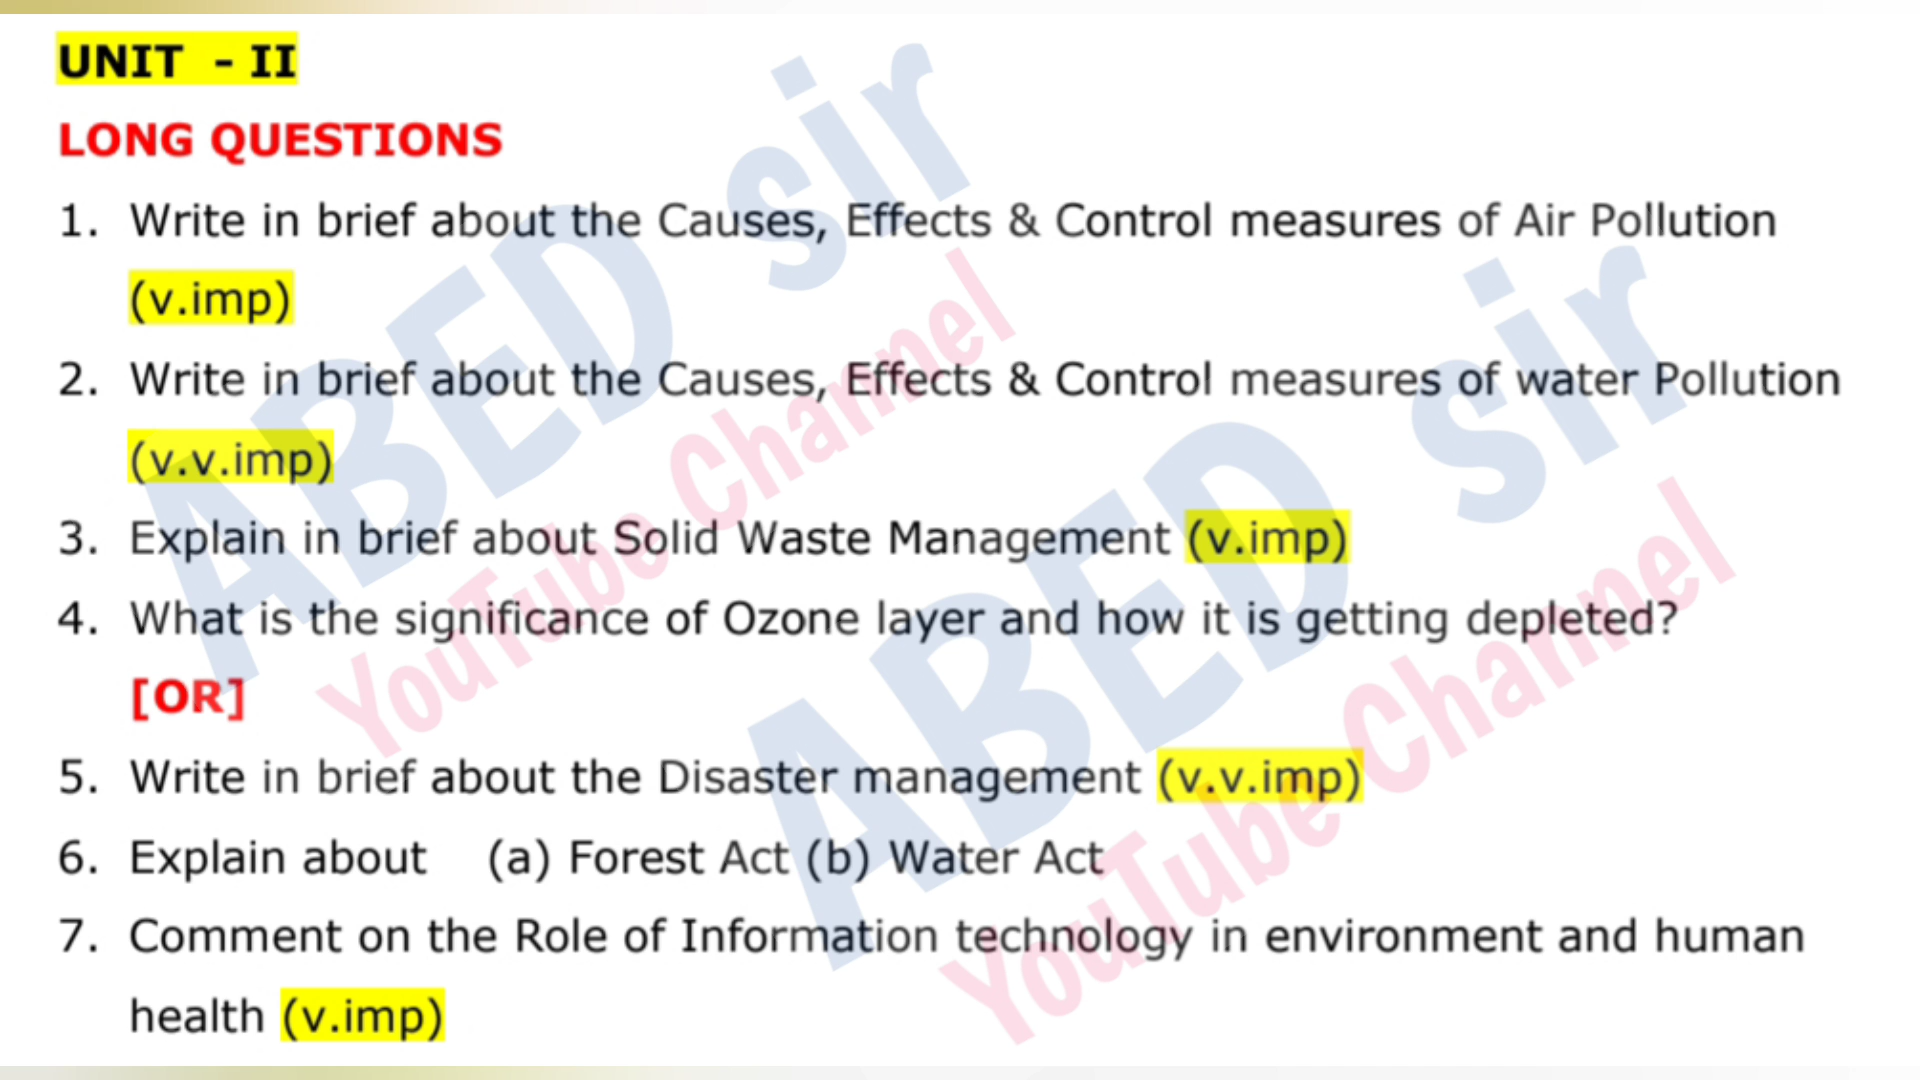 UNIT - II
LONG QUESTIONS
1. Write in brief about the Causes, Effects & Control measures of Air Pollution
(v.imp)
2. Write in brief about the Causes, Effects & Control measures of water Pollution
(v.v.imp)
3. Explain in brief about Solid Waste Management (v.imp)
4. What is the significance of Ozone layer and how it is getting depleted?
[OR]
5. Write in brief about the Disaster management (v.v.imp)
6. Explain about (a) Forest Act (b) Water Act
7. Comment on the Role of Information technology in environment and human
health (v.imp)
ABED sir
YouTube Channel
ABED sir
YouTube Channel